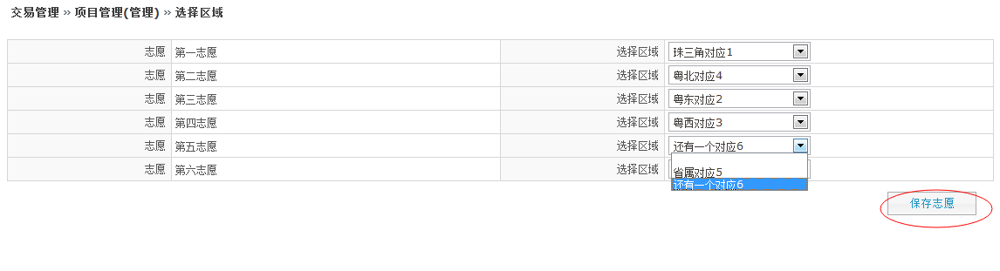 交易管理 » 项目管理(管理) » 选择区域
志愿 第一志愿 选择区域 珠三角对应1
志愿 第二志愿 选择区域 粤北对应4
志愿 第三志愿 选择区域 粤东对应2
志愿 第四志愿 选择区域 粤西对应3
志愿 第五志愿 选择区域 还有一个对应6
志愿 第六志愿 选择区域
省属对应5
还有一个对应6
保存志愿